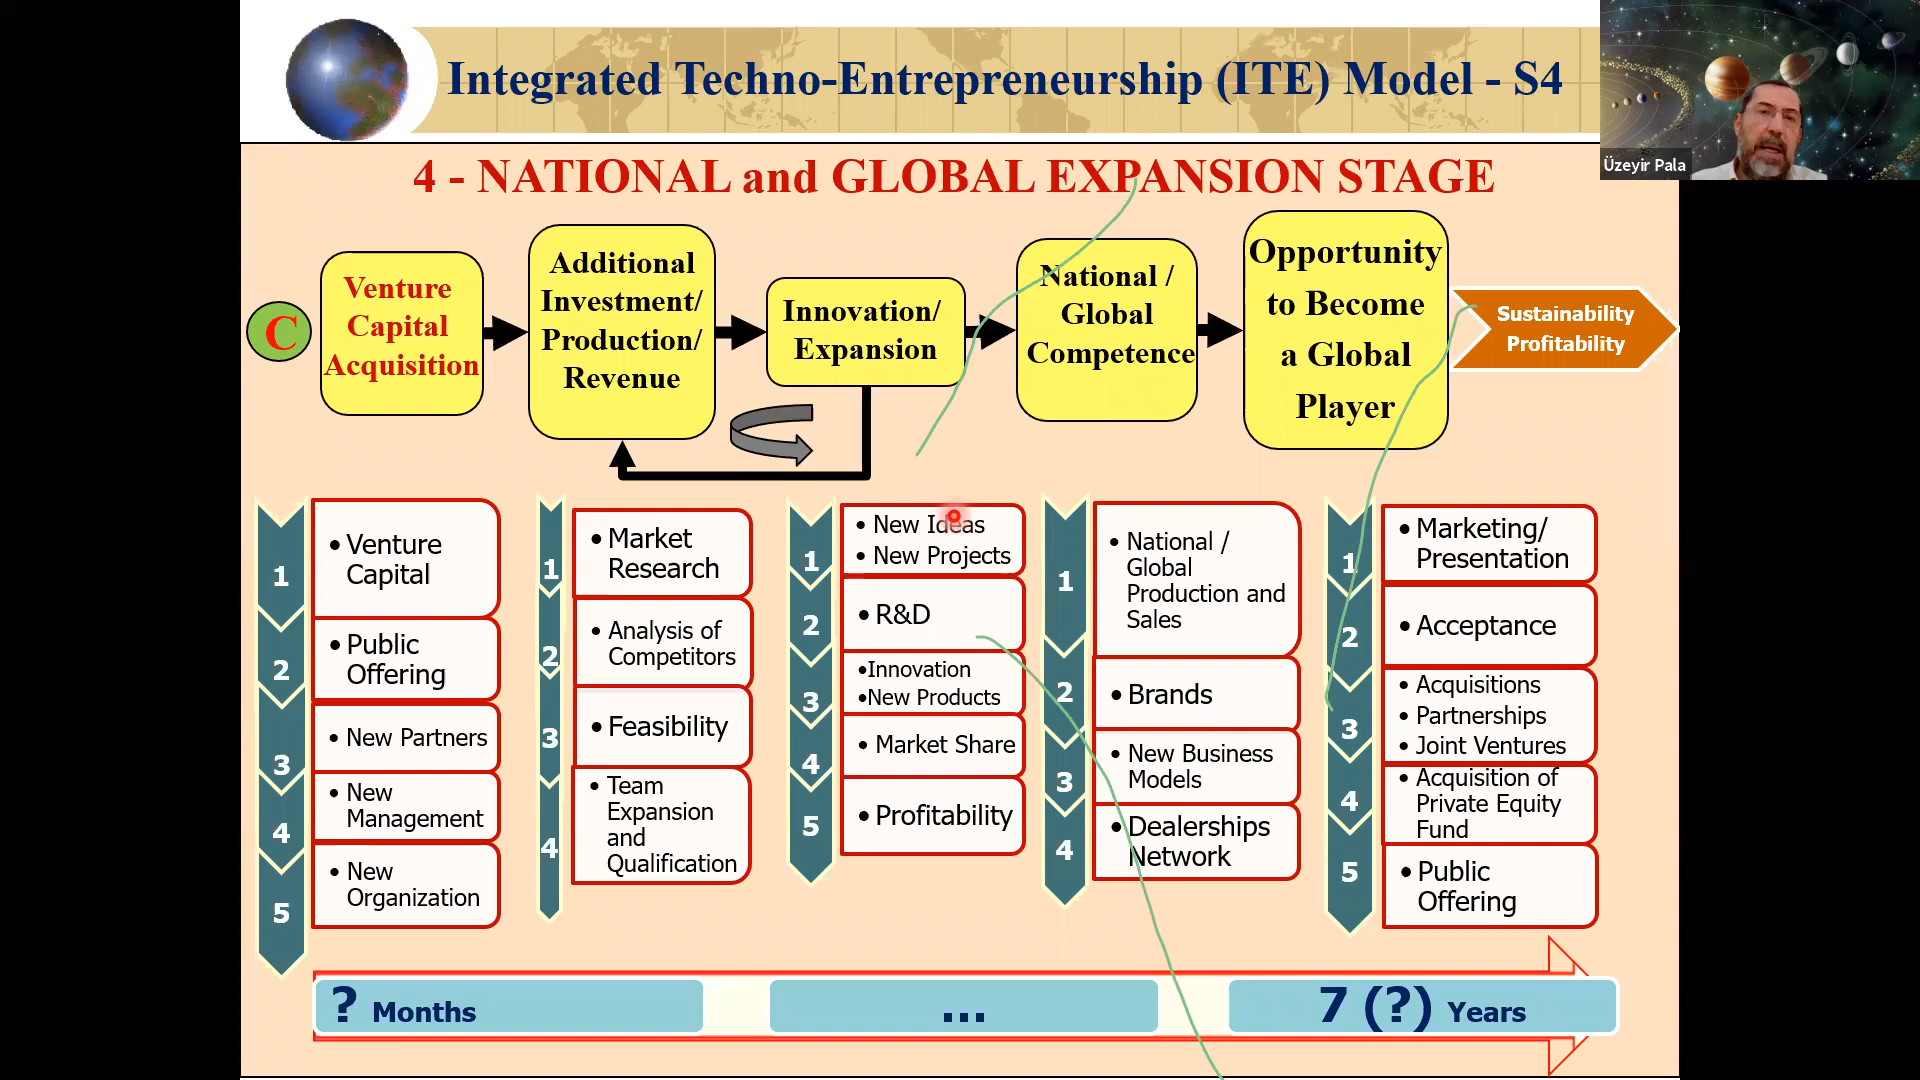 Integrated Techno-Entrepreneurship (ITE) Model - S4
Üzeyir Pala
4 - NATIONAL and GLOBAL EXPANSION STAGE
C
Venture
Capital
Acquisition
Additional
Investment/
Production/
Revenue
Innovation/
Expansion
National /
Global
Competence
Opportunity
to Become
a Global
Player
Sustainability
Profitability
1
• Venture
Capital
2
• Public
Offering
3
• New Partners
4
• New
Management
5
• New
Organization
1
• Market
Research
2
• Analysis of
Competitors
3
• Feasibility
4
• Team
Expansion
and
Qualification
1
• New Ideas
• New Projects
2
• R&D
3
•Innovation
•New Products
4
• Market Share
5
• Profitability
1
• National /
Global
Production and
Sales
2
• Brands
3
• New Business
Models
4
• Dealerships
Network
1
• Marketing/
Presentation
2
• Acceptance
3
• Acquisitions
• Partnerships
• Joint Ventures
4
• Acquisition of
Private Equity
Fund
5
• Public
Offering
? Months
...
7 (?) Years